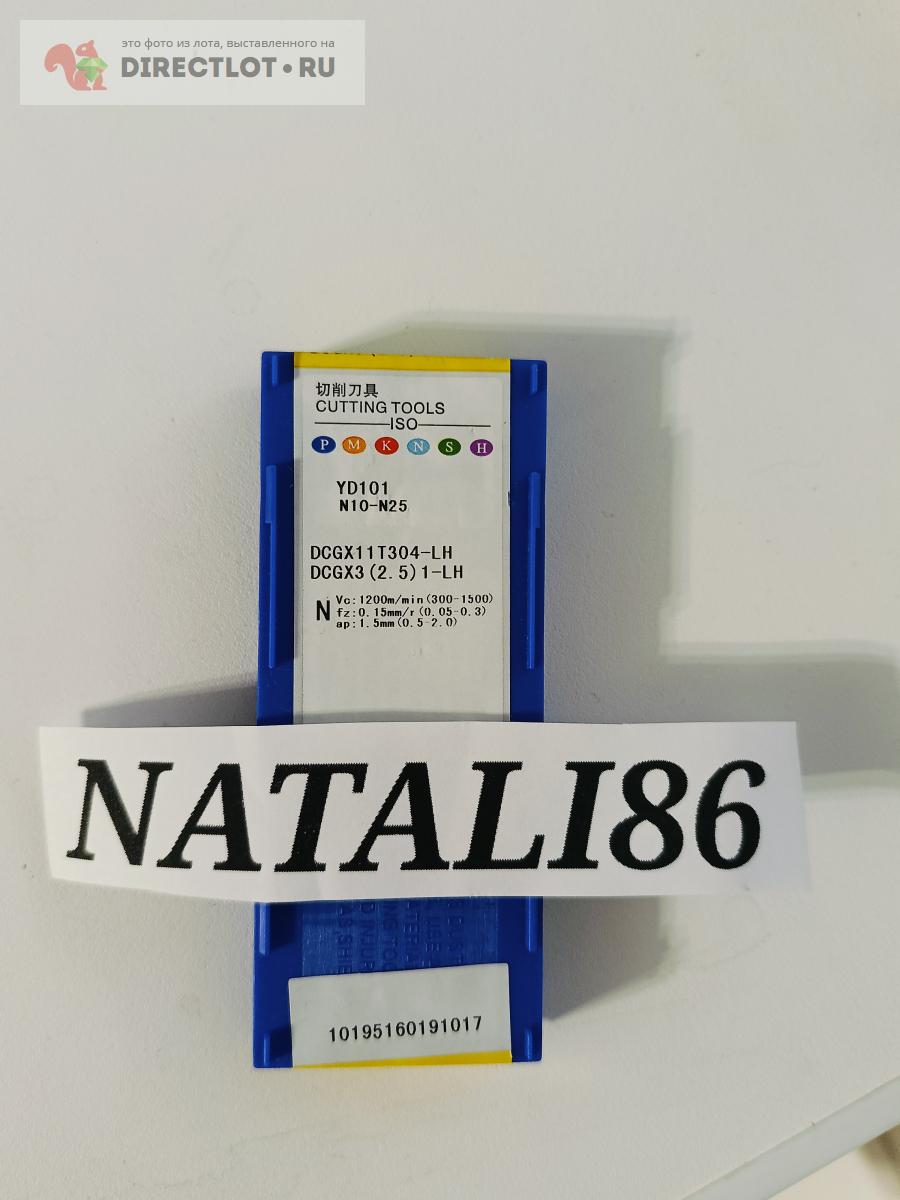 это фото из лота, выставленного на
DIRECTLOT•RU
切削刀具
CUTTING TOOLS
ISO
P M K N S H
YD101
N10-N25
DCGX11T304-LH
DCGX3(2.5)1-LH
N
Vc:1200m/min(300-1500)
fz:0.15mm/r(0.05-0.3)
ap:1.5mm(0.5-2.0)
NATALI86
10195160191017